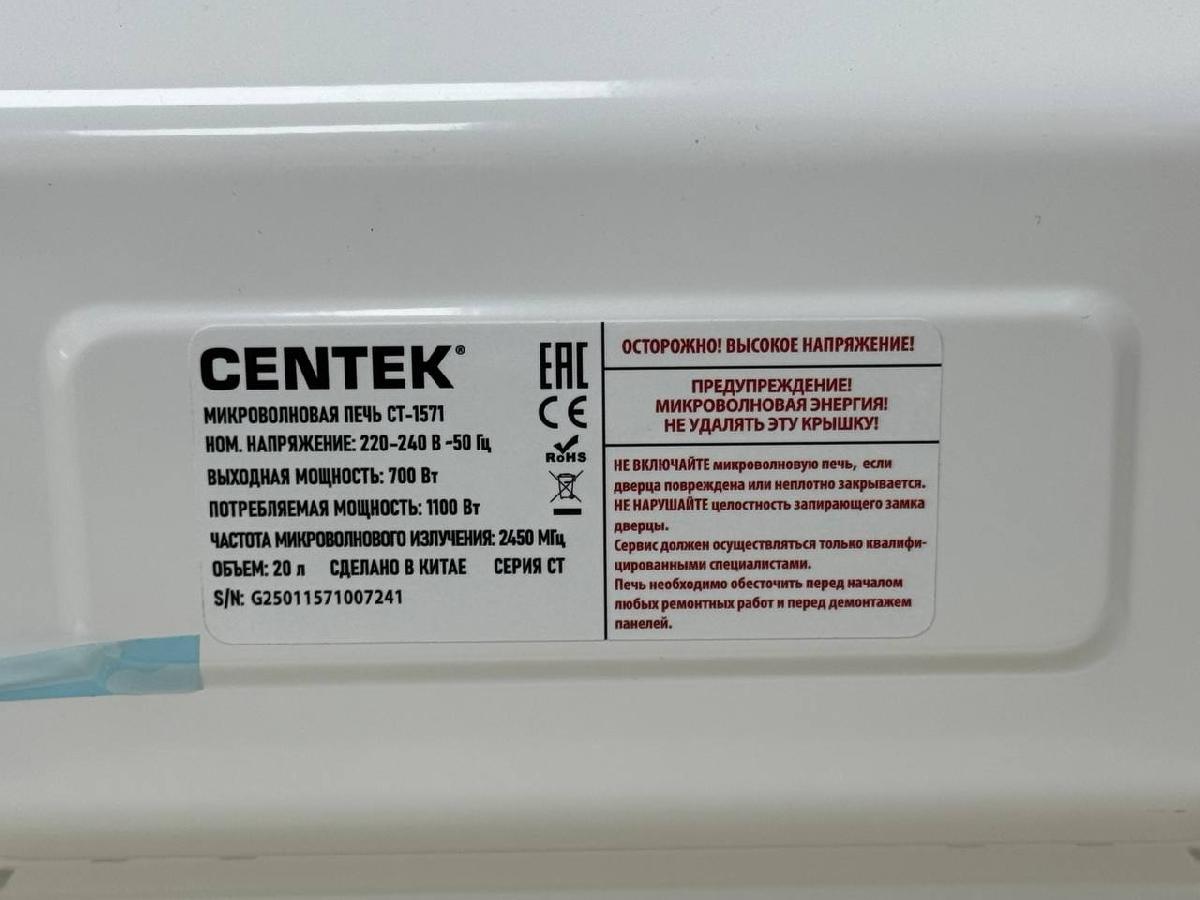 CENTEK®
МИКРОВОЛНОВАЯ ПЕЧЬ CT-1571
НОМ. НАПРЯЖЕНИЕ: 220-240 В ~50 Гц
ВЫХОДНАЯ МОЩНОСТЬ: 700 Вт
ПОТРЕБЛЯЕМАЯ МОЩНОСТЬ: 1100 Вт
ЧАСТОТА МИКРОВОЛНОВОГО ИЗЛУЧЕНИЯ: 2450 МГц
ОБЪЕМ: 20 л СДЕЛАНО В КИТАЕ СЕРИЯ СТ
S/N: G25011571007241
EAC
CE
RoHS
ОСТОРОЖНО! ВЫСОКОЕ НАПРЯЖЕНИЕ!
ПРЕДУПРЕЖДЕНИЕ!
МИКРОВОЛНОВАЯ ЭНЕРГИЯ!
НЕ УДАЛЯТЬ ЭТУ КРЫШКУ!
НЕ ВКЛЮЧАЙТЕ микроволновую печь, если
дверца повреждена или неплотно закрывается.
НЕ НАРУШАЙТЕ целостность запирающего замка
дверцы.
Сервис должен осуществляться только квалифи-
цированными специалистами.
Печь необходимо обесточить перед началом
любых ремонтных работ и перед демонтажем
панелей.